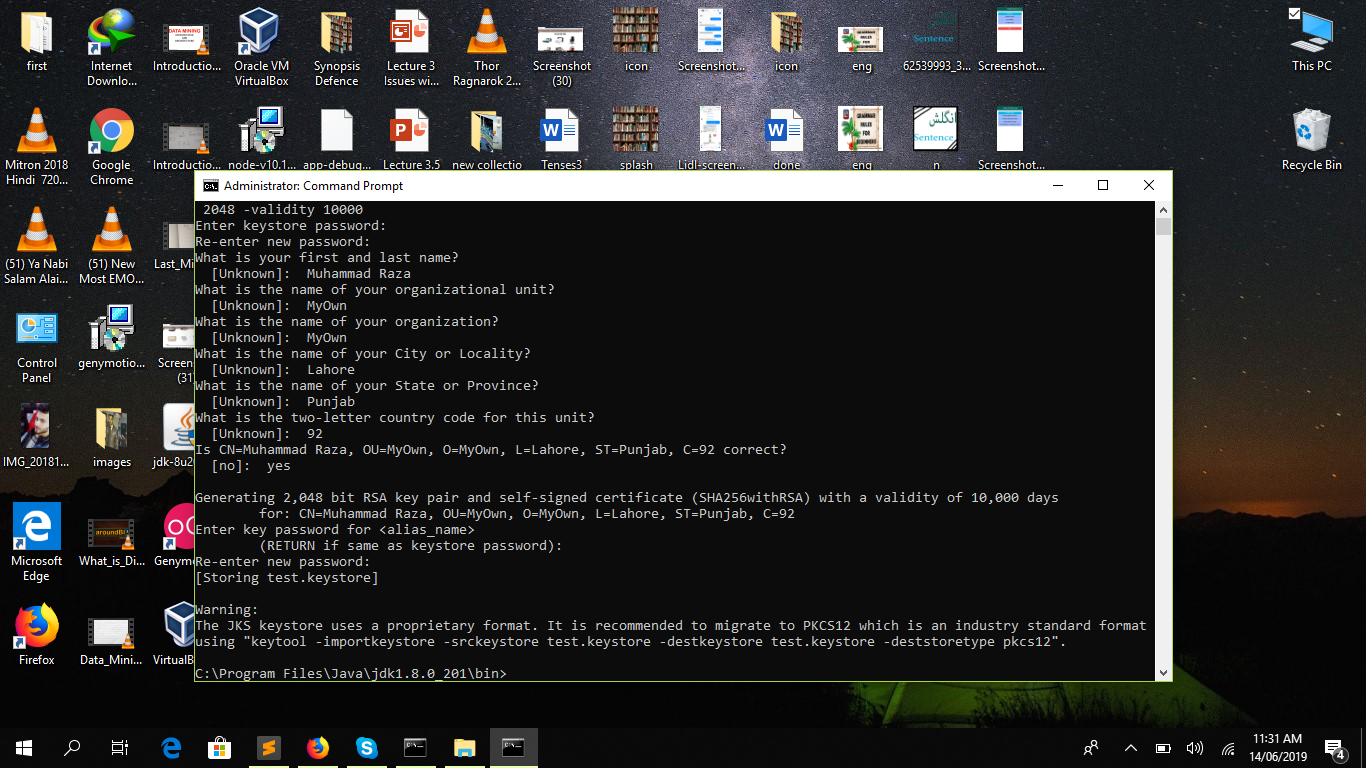 first
Internet Downlo...
Introductio...
Oracle VM VirtualBox
Synopsis Defence
Lecture 3 Issues wi...
Thor Ragnarok 2...
Screenshot (30)
icon
Screenshot...
icon
eng
62539993_3...
Screenshot...
This PC
Mitron 2018 Hindi 720...
Google Chrome
Introductio...
node-v10.1...
app-debug...
Lecture 3.5
new collectio
Tenses3
splash
Lidl-screen...
done
eng
n
Screenshot...
Recycle Bin
DATA MINING
Sentence
GRAMMAR RULES FOR
انگلش
Sentence
(51) Ya Nabi Salam Alai...
(51) New Most EMO...
Last_Mi
Control Panel
genymotio...
Screen (31
IMG_20181...
images
jdk-8u2
Microsoft Edge
What_is_Di...
Genym
Firefox
Data_Mini...
VirtualB
Administrator: Command Prompt
2048 -validity 10000
Enter keystore password:
Re-enter new password:
What is your first and last name?
[Unknown]:  Muhammad Raza
What is the name of your organizational unit?
[Unknown]:  MyOwn
What is the name of your organization?
[Unknown]:  MyOwn
What is the name of your City or Locality?
[Unknown]:  Lahore
What is the name of your State or Province?
[Unknown]:  Punjab
What is the two-letter country code for this unit?
[Unknown]:  92
Is CN=Muhammad Raza, OU=MyOwn, O=MyOwn, L=Lahore, ST=Punjab, C=92 correct?
[no]:  yes
Generating 2,048 bit RSA key pair and self-signed certificate (SHA256withRSA) with a validity of 10,000 days
for: CN=Muhammad Raza, OU=MyOwn, O=MyOwn, L=Lahore, ST=Punjab, C=92
Enter key password for <alias_name>
(RETURN if same as keystore password):
Re-enter new password:
[Storing test.keystore]
Warning:
The JKS keystore uses a proprietary format. It is recommended to migrate to PKCS12 which is an industry standard format
using "keytool -importkeystore -srckeystore test.keystore -destkeystore test.keystore -deststoretype pkcs12".
C:\Program Files\Java\jdk1.8.0_201\bin>
11:31 AM
14/06/2019
4